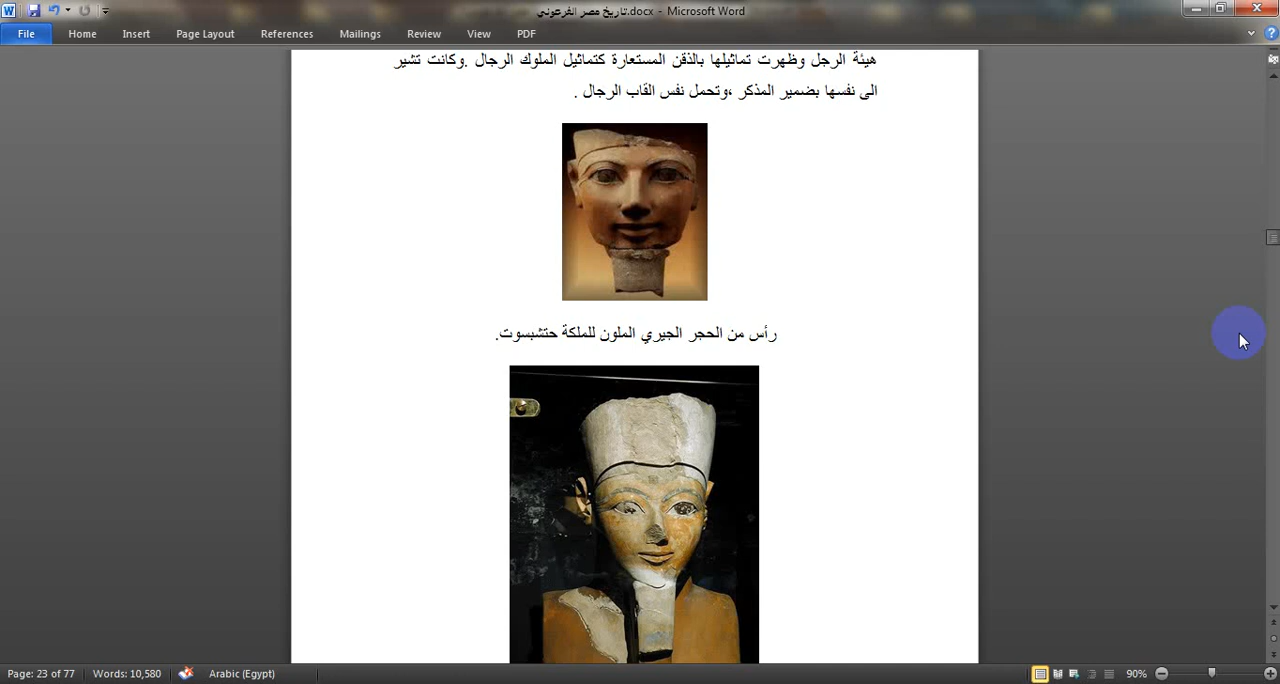 تاريخ مصر الفرعوني.docx - Microsoft Word
File Home Insert Page Layout References Mailings Review View PDF
هيئة الرجل وظهرت تماثيلها بالذقن المستعارة كتماثيل الملوك الرجال .وكانت تشير
الى نفسها بضمير المذكر ،وتحمل نفس القاب الرجال .
رأس من الحجر الجيري الملون للملكة حتشبسوت.
Page: 23 of 77 Words: 10,580 Arabic (Egypt) 90%